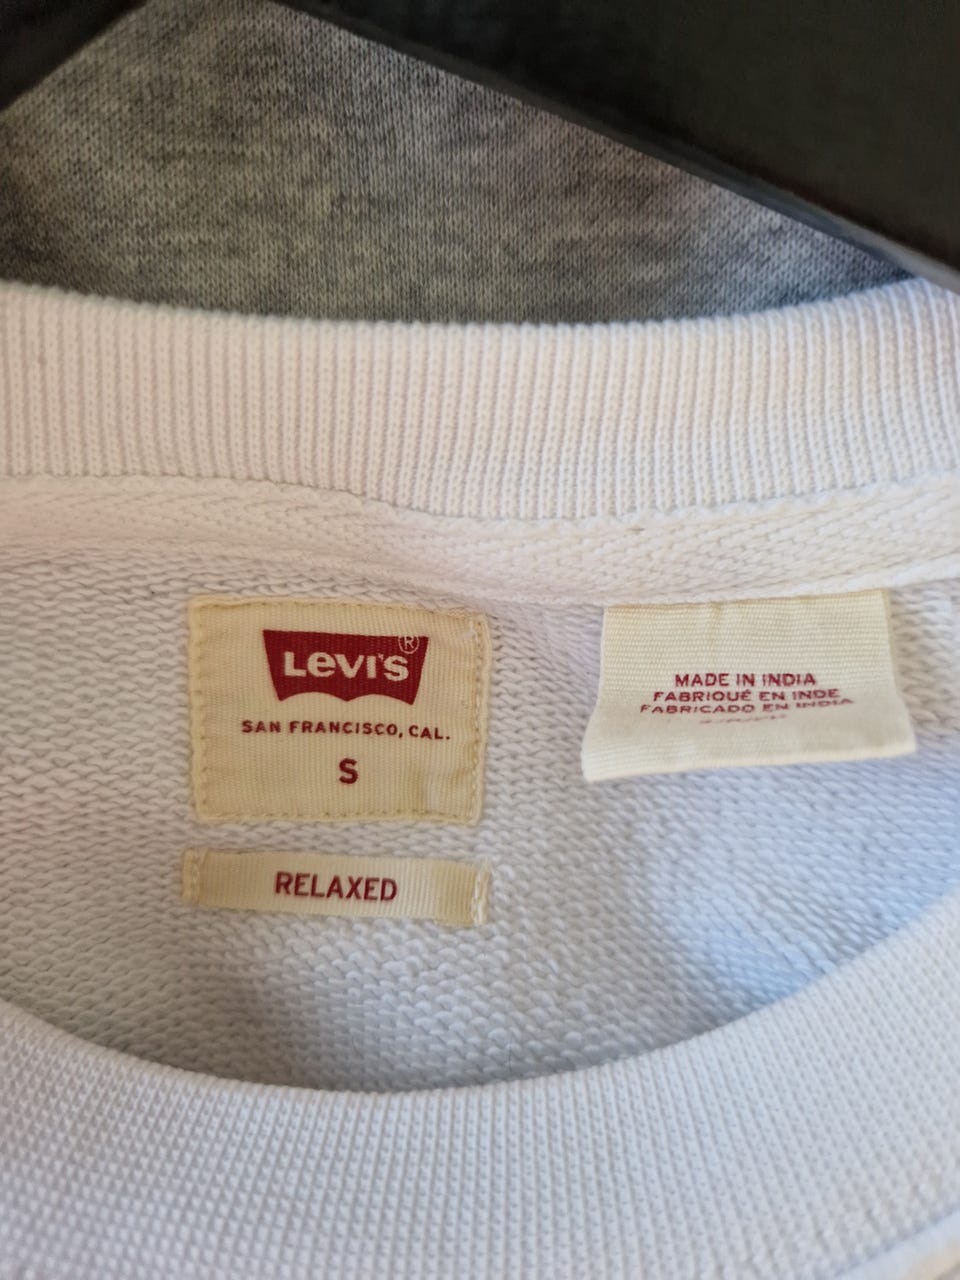 Levi's®
SAN FRANCISCO, CAL.
S
RELAXED
MADE IN INDIA
FABRIQUÉ EN INDE
FABRICADO EN INDIA